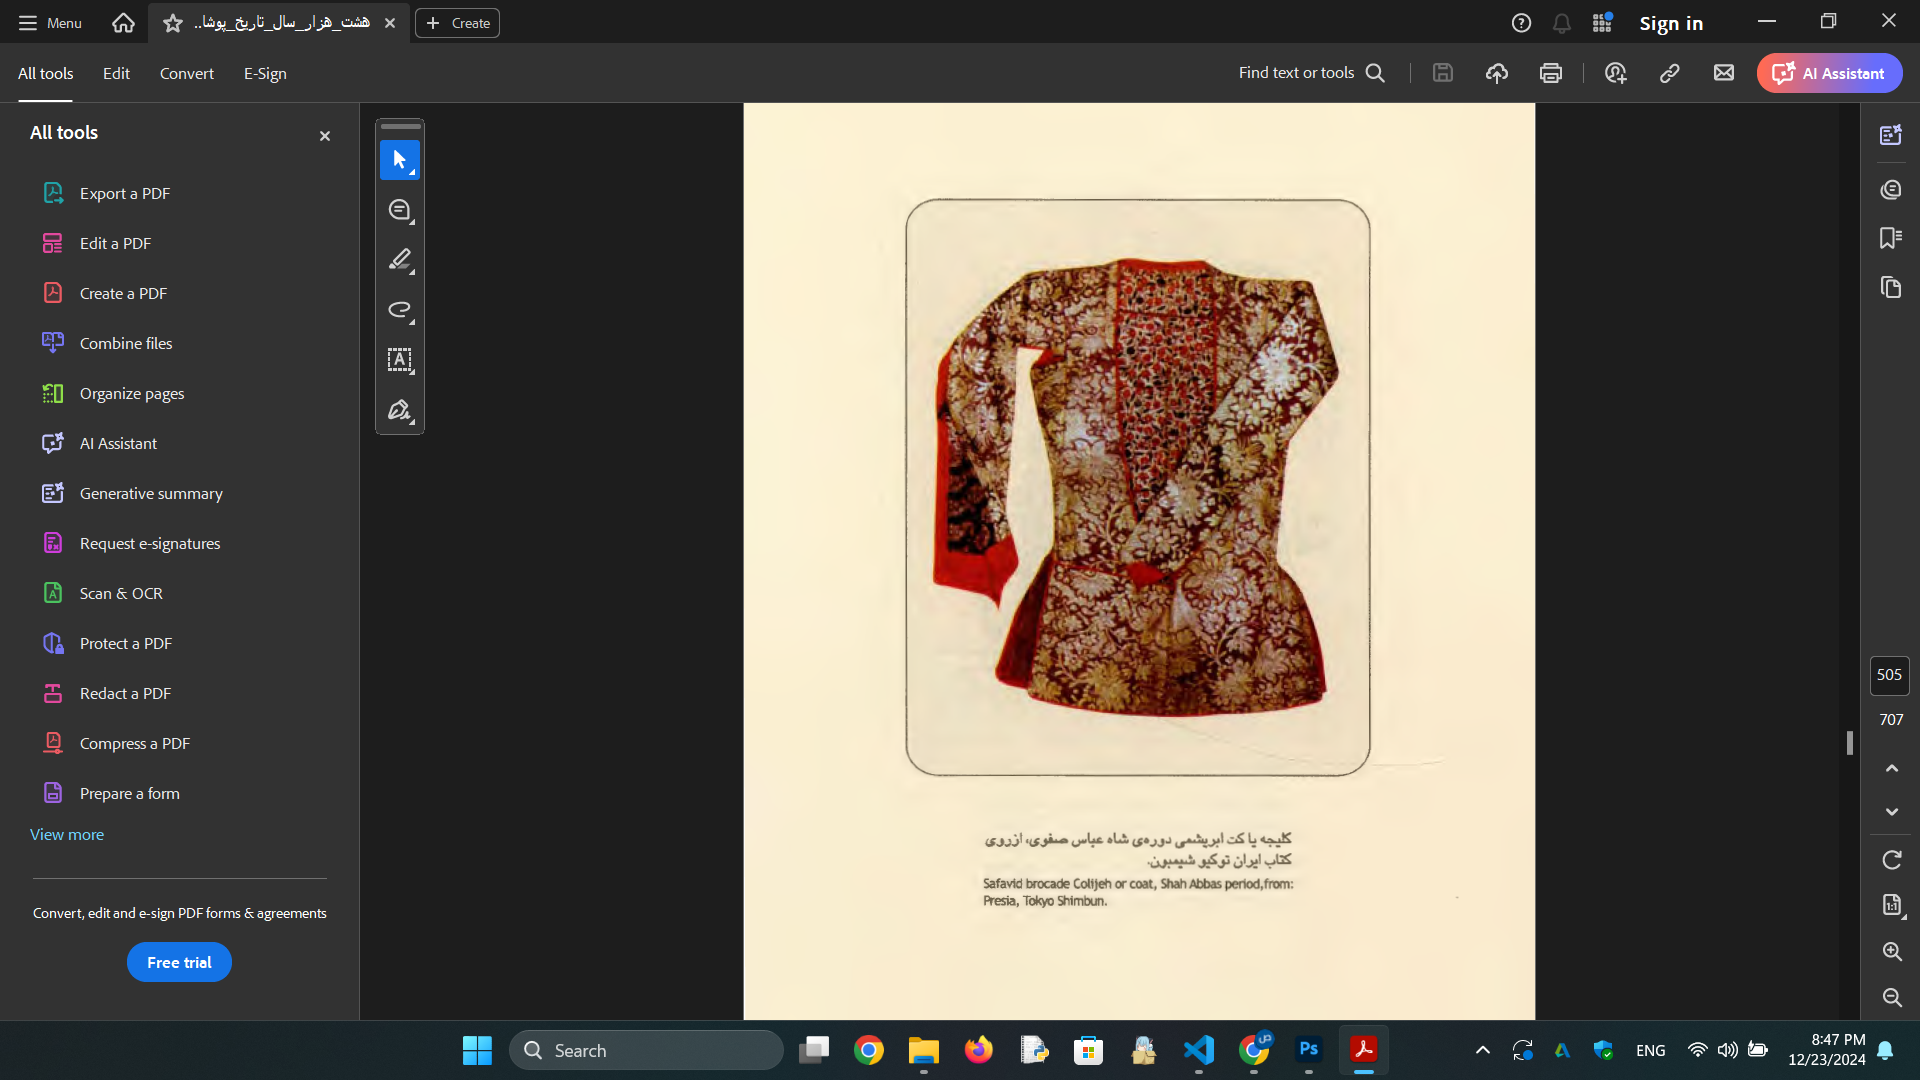 Menu
هشت_هزار_سال_تاریخ_پوشا..
Create
Sign in
All tools
Edit
Convert
E-Sign
Find text or tools
AI Assistant
All tools
Export a PDF
Edit a PDF
Create a PDF
Combine files
Organize pages
AI Assistant
Generative summary
Request e-signatures
Scan & OCR
Protect a PDF
Redact a PDF
Compress a PDF
Prepare a form
View more
Convert, edit and e-sign PDF forms & agreements
Free trial
کلیجه یا کت ابریشمی دوره‌ی شاه عباس صفوی، ازروی
کتاب ایران توکیو شیمبون.
Safavid brocade Colijeh or coat, Shah Abbas period,from:
Presia, Tokyo Shimbun.
505
707
1:1
Search
Ps
ENG
8:47 PM
12/23/2024